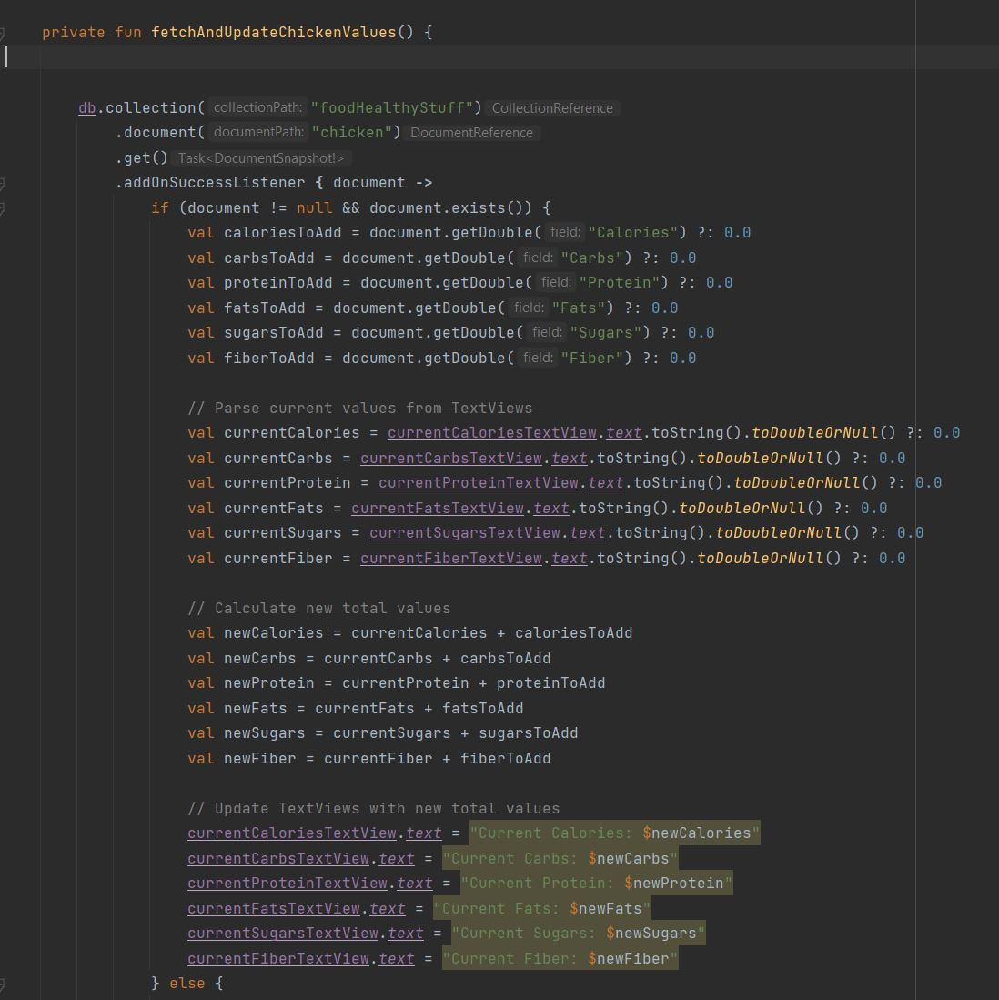 private fun fetchAndUpdateChickenValues() {
db.collection( collectionPath: "foodHealthyStuff") CollectionReference
.document( documentPath: "chicken") DocumentReference
.get() Task<DocumentSnapshot!>
.addOnSuccessListener { document ->
if (document != null && document.exists()) {
val caloriesToAdd = document.getDouble( field: "Calories") ?: 0.0
val carbsToAdd = document.getDouble( field: "Carbs") ?: 0.0
val proteinToAdd = document.getDouble( field: "Protein") ?: 0.0
val fatsToAdd = document.getDouble( field: "Fats") ?: 0.0
val sugarsToAdd = document.getDouble( field: "Sugars") ?: 0.0
val fiberToAdd = document.getDouble( field: "Fiber") ?: 0.0
// Parse current values from TextViews
val currentCalories = currentCaloriesTextView.text.toString().toDoubleOrNull() ?: 0.0
val currentCarbs = currentCarbsTextView.text.toString().toDoubleOrNull() ?: 0.0
val currentProtein = currentProteinTextView.text.toString().toDoubleOrNull() ?: 0.0
val currentFats = currentFatsTextView.text.toString().toDoubleOrNull() ?: 0.0
val currentSugars = currentSugarsTextView.text.toString().toDoubleOrNull() ?: 0.0
val currentFiber = currentFiberTextView.text.toString().toDoubleOrNull() ?: 0.0
// Calculate new total values
val newCalories = currentCalories + caloriesToAdd
val newCarbs = currentCarbs + carbsToAdd
val newProtein = currentProtein + proteinToAdd
val newFats = currentFats + fatsToAdd
val newSugars = currentSugars + sugarsToAdd
val newFiber = currentFiber + fiberToAdd
// Update TextViews with new total values
currentCaloriesTextView.text = "Current Calories: $newCalories"
currentCarbsTextView.text = "Current Carbs: $newCarbs"
currentProteinTextView.text = "Current Protein: $newProtein"
currentFatsTextView.text = "Current Fats: $newFats"
currentSugarsTextView.text = "Current Sugars: $newSugars"
currentFiberTextView.text = "Current Fiber: $newFiber"
} else {